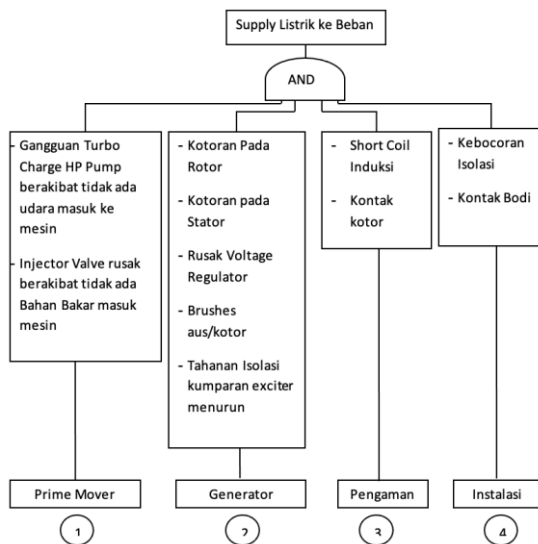 Supply Listrik ke Beban
AND
- Gangguan Turbo
Charge HP Pump
berakibat tidak ada
udara masuk ke
mesin
- Injector Valve rusak
berakibat tidak ada
Bahan Bakar masuk
mesin
- Kotoran Pada
Rotor
- Kotoran pada
Stator
- Rusak Voltage
Regulator
- Brushes
aus/kotor
- Tahanan Isolasi
kumparan exciter
menurun
- Short Coil
Induksi
- Kontak
kotor
- Kebocoran
Isolasi
- Kontak Bodi
Prime Mover
Generator
Pengaman
Instalasi
1
2
3
4